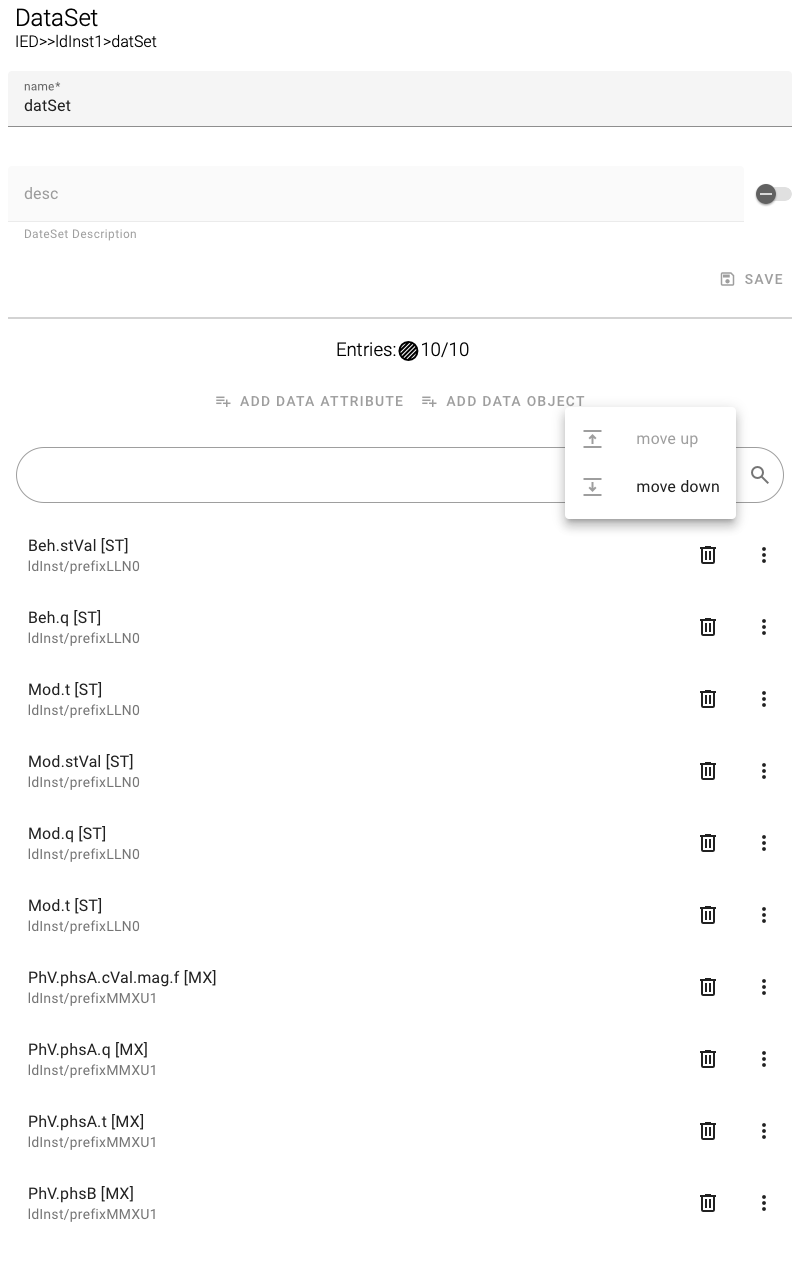 DataSet
IED>>ldInst1>datSet
name*
datSet
desc
DateSet Description
SAVE
Entries: 10/10
ADD DATA ATTRIBUTE ADD DATA OBJECT
move up
move down
Beh.stVal [ST]
ldInst/prefixLLN0
Beh.q [ST]
ldInst/prefixLLN0
Mod.t [ST]
ldInst/prefixLLN0
Mod.stVal [ST]
ldInst/prefixLLN0
Mod.q [ST]
ldInst/prefixLLN0
Mod.t [ST]
ldInst/prefixLLN0
PhV.phsA.cVal.mag.f [MX]
ldInst/prefixMMXU1
PhV.phsA.q [MX]
ldInst/prefixMMXU1
PhV.phsA.t [MX]
ldInst/prefixMMXU1
PhV.phsB [MX]
ldInst/prefixMMXU1